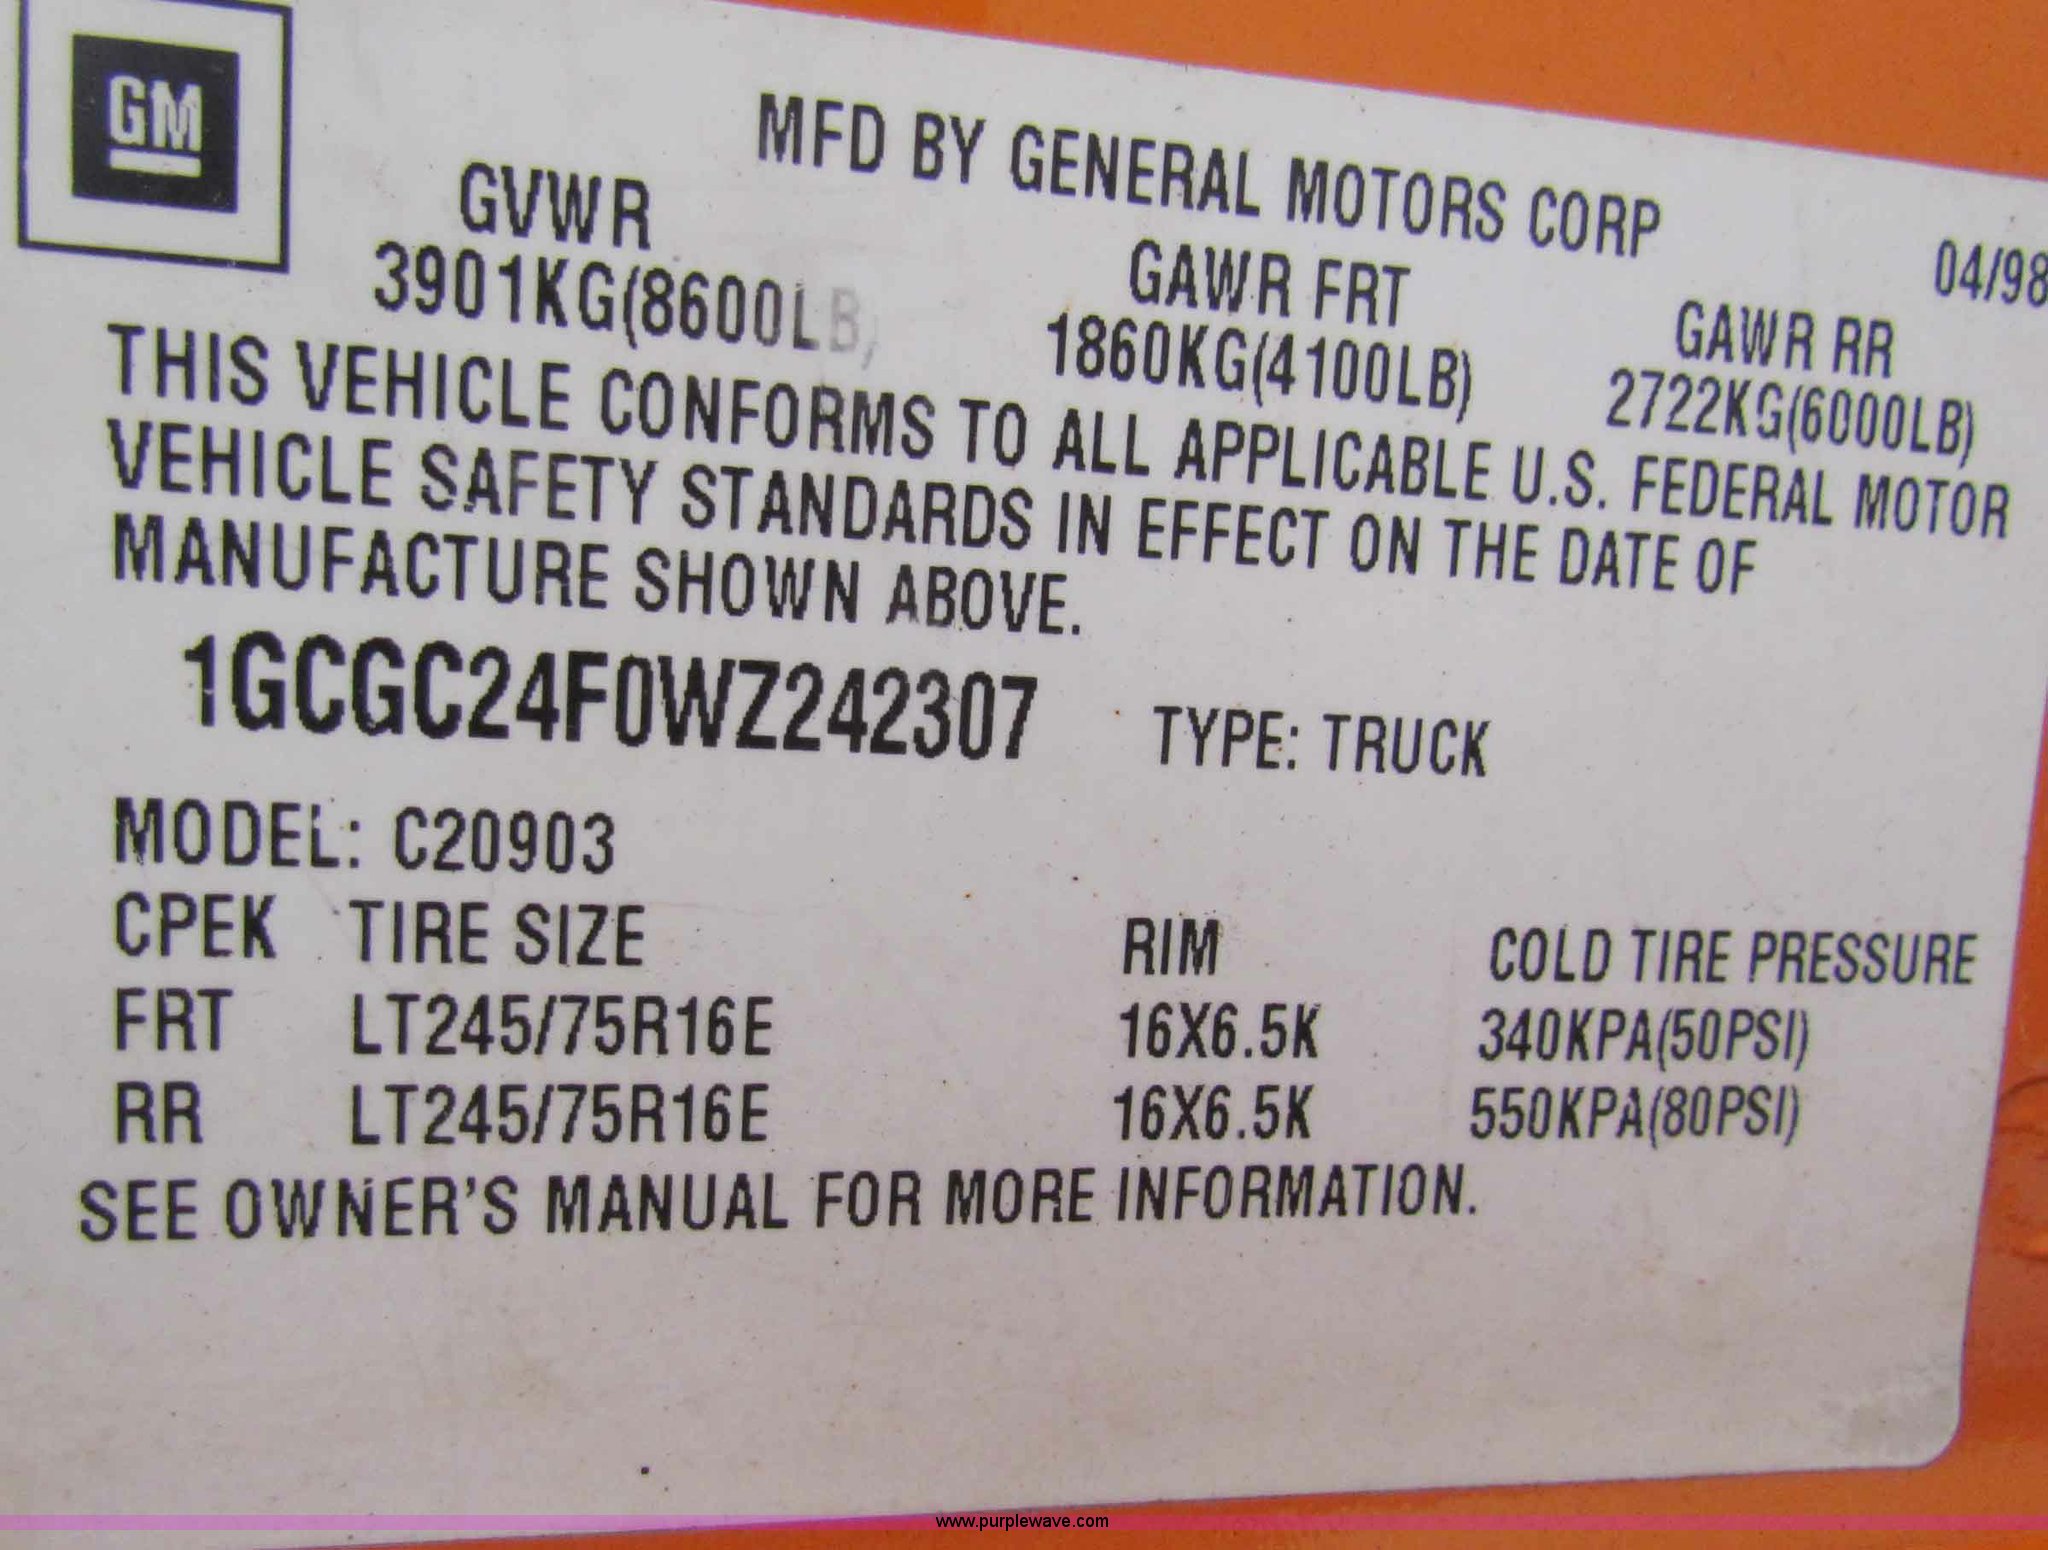 GM
MFD BY GENERAL MOTORS CORP
04/98
GVWR
GAWR FRT
GAWR RR
3901KG(8600LB)
1860KG(4100LB)
2722KG(6000LB)
THIS VEHICLE CONFORMS TO ALL APPLICABLE U.S. FEDERAL MOTOR
VEHICLE SAFETY STANDARDS IN EFFECT ON THE DATE OF
MANUFACTURE SHOWN ABOVE.
1GCGC24F0WZ242307 TYPE: TRUCK
MODEL: C20903
CPEK TIRE SIZE RIM COLD TIRE PRESSURE
FRT LT245/75R16E 16X6.5K 340KPA(50PSI)
RR LT245/75R16E 16X6.5K 550KPA(80PSI)
SEE OWNER'S MANUAL FOR MORE INFORMATION.
www.purplewave.com